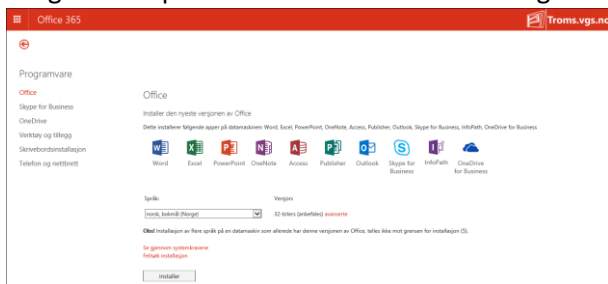 Office 365
Troms.vgs.no
Programvare
Office
Skype for Business
OneDrive
Verktøy og tillegg
Skrivebordsinstallasjon
Telefon og nettbrett
Office
Installer den nyeste versjonen av Office
Dette installerer følgende apper på datamaskinen: Word, Excel, PowerPoint, OneNote, Access, Publisher, Outlook, Skype for Business, InfoPath, OneDrive for Business
Word Excel PowerPoint OneNote Access Publisher Outlook Skype for Business InfoPath OneDrive for Business
Språk: Versjon:
norsk, bokmål (Norge) 32-biters (anbefales) avanserte
Obs! Installasjon av flere språk på en datamaskin som allerede har denne versjonen av Office, telles ikke mot grensen for installasjon (5).
Se gjennom systemkravene
Feilsøk installasjon
Installer